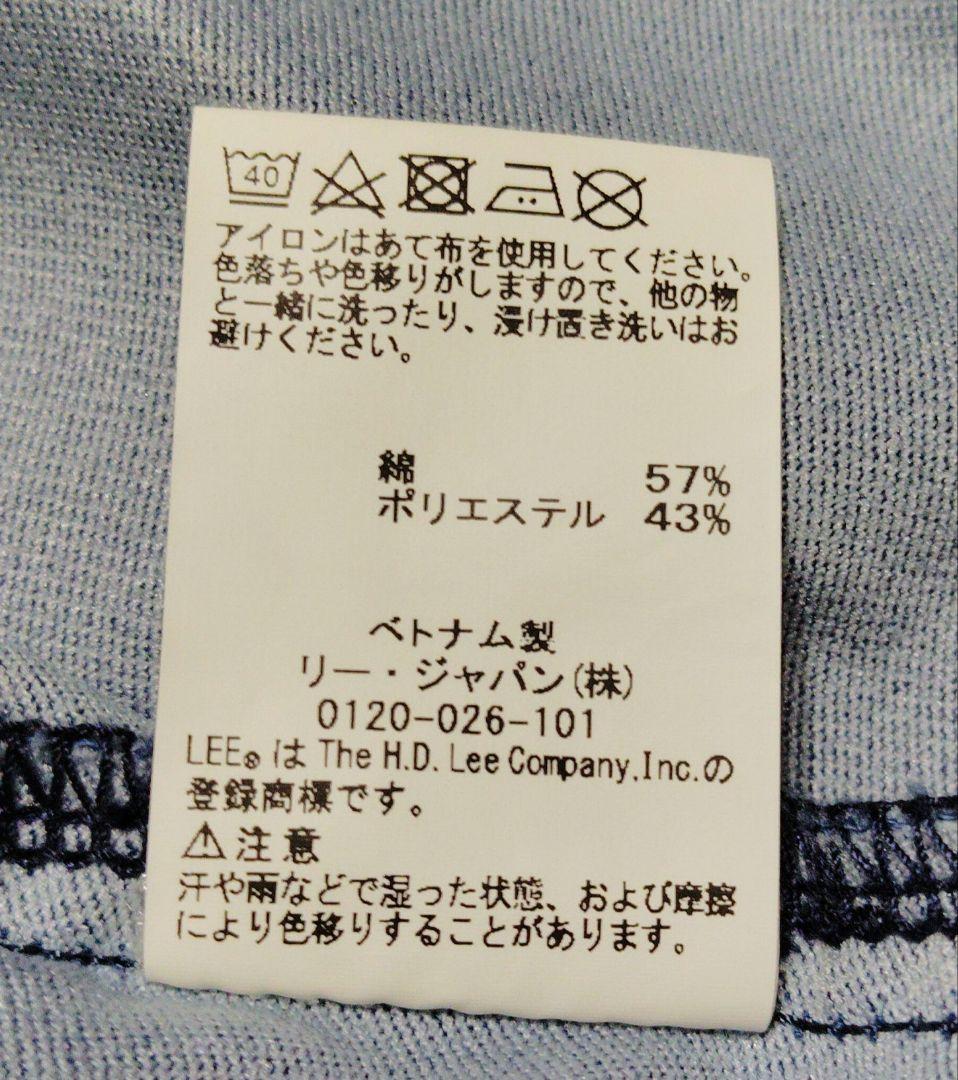 40
アイロンはあて布を使用してください。
色落ちや色移りがしますので、他の物
と一緒に洗ったり、浸け置き洗いはお
避けください。
綿 57%
ポリエステル 43%
ベトナム製
リー・ジャパン(株)
0120-026-101
LEE® は The H.D. Lee Company,Inc.の
登録商標です。
⚠注意
汗や雨などで湿った状態、および摩擦
により色移りすることがあります。